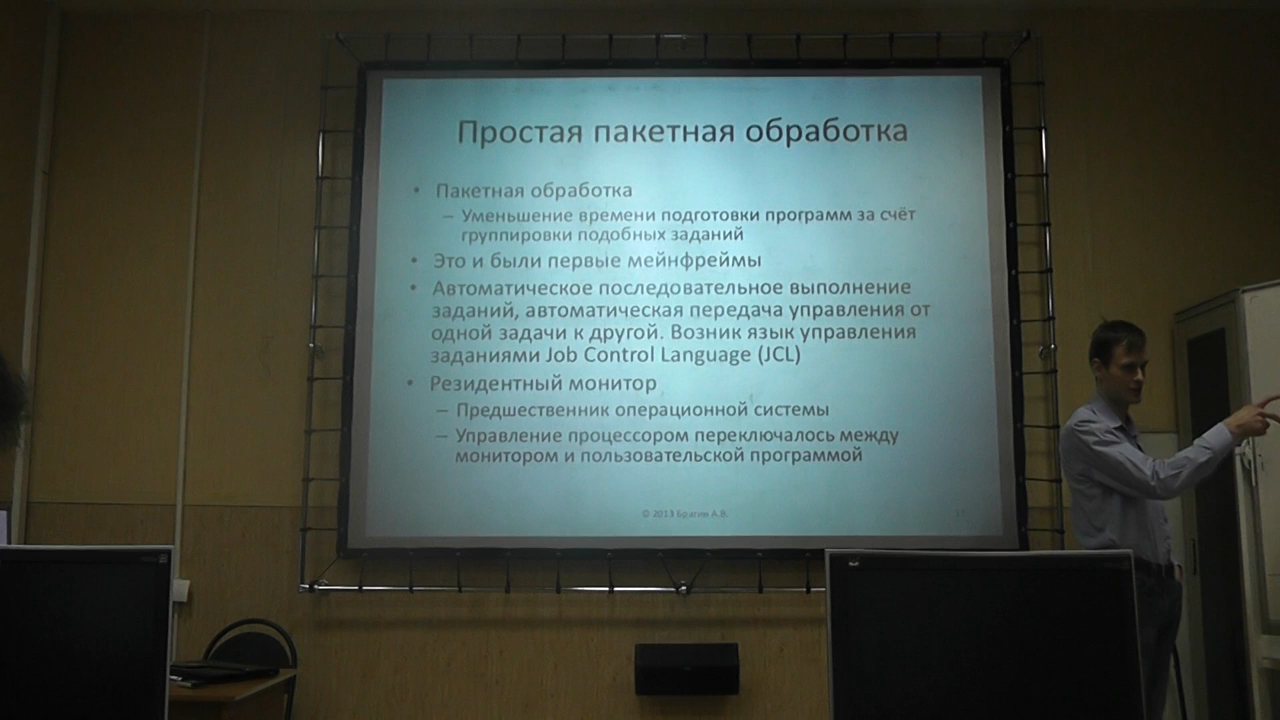 Простая пакетная обработка
• Пакетная обработка
– Уменьшение времени подготовки программ за счёт
группировки подобных заданий
• Это и были первые мейнфреймы
• Автоматическое последовательное выполнение
заданий, автоматическая передача управления от
одной задачи к другой. Возник язык управления
заданиями Job Control Language (JCL)
• Резидентный монитор
– Предшественник операционной системы
– Управление процессором переключалось между
монитором и пользовательской программой
© 2013 Брагин А.В.